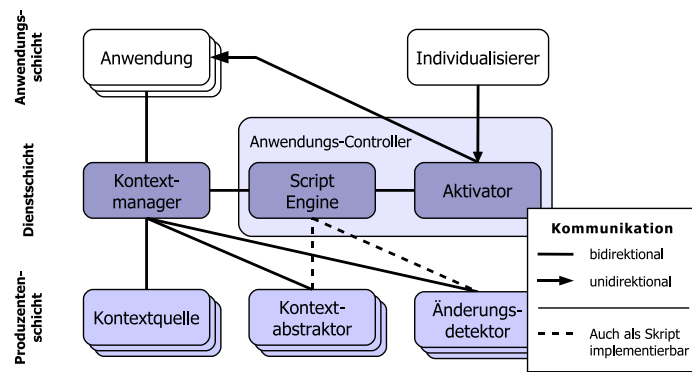 Anwendungs-
schicht
Anwendung
Individualisierer
Dienstschicht
Anwendungs-Controller
Kontext-
manager
Script
Engine
Aktivator
Produzenten-
schicht
Kontextquelle
Kontext-
abstraktor
Änderungs-
detektor
Kommunikation
bidirektional
unidirektional
Auch als Skript
implementierbar